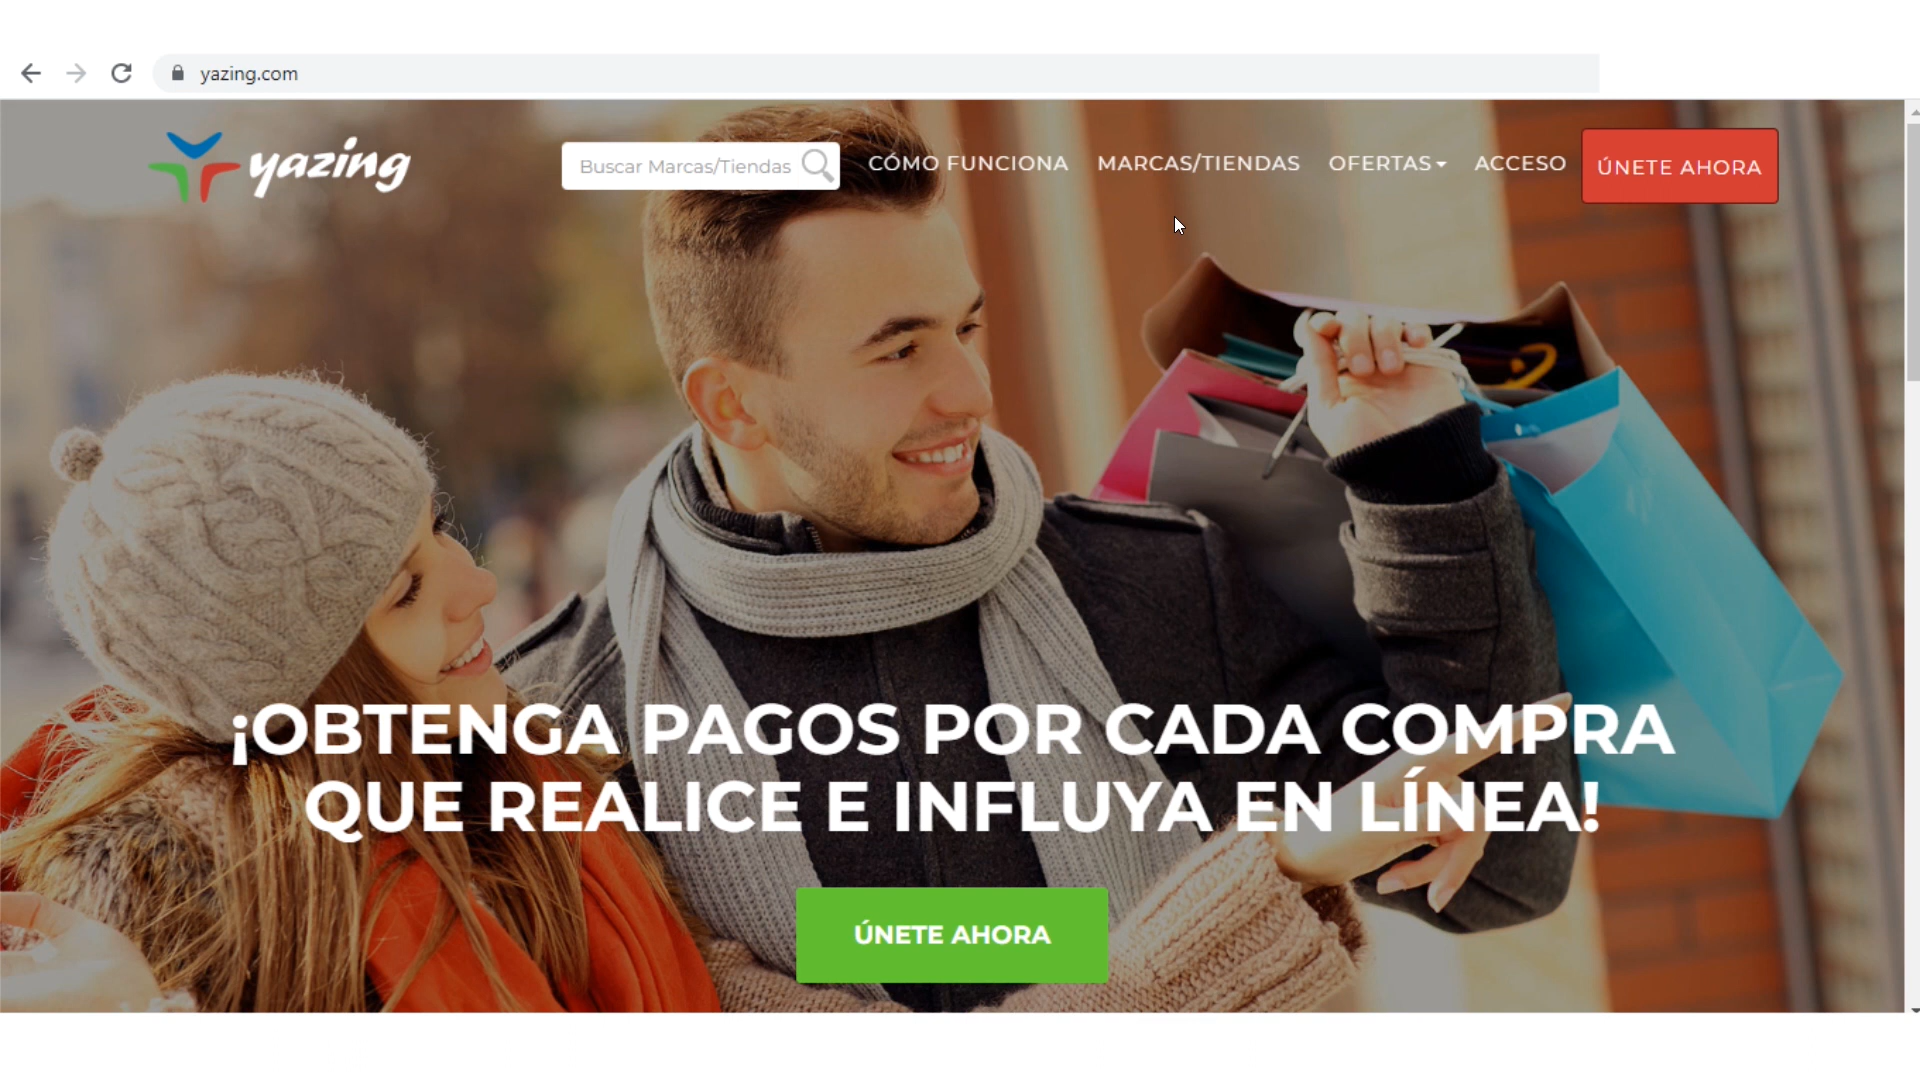 yazing.com
yazing
Buscar Marcas/Tiendas
CÓMO FUNCIONA
MARCAS/TIENDAS
OFERTAS
ACCESO
ÚNETE AHORA
¡OBTENGA PAGOS POR CADA COMPRA
QUE REALICE E INFLUYA EN LÍNEA!
ÚNETE AHORA